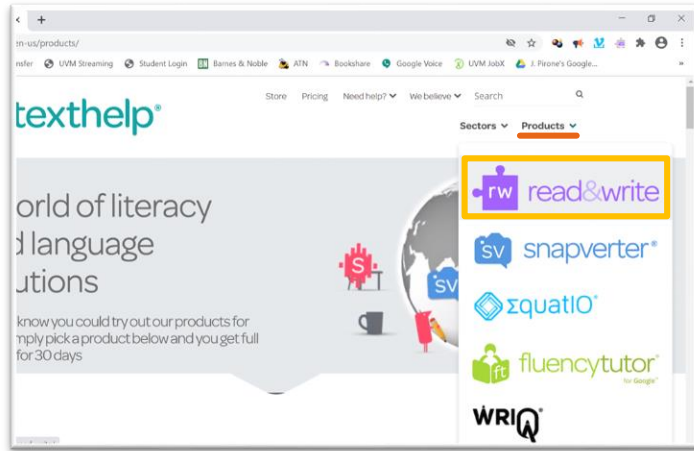 en-us/products/
nsfer UVM Streaming Student Login Barnes & Noble ATN Bookshare Google Voice UVM JobX J. Pirone's Google... »
Store Pricing Need help? We believe Search
texthelp®
Sectors Products
rw read&write
orld of literacy
d language
utions
sv snapverter®
SV
S
ΣquatIO®
know you could try out our products for
mply pick a product below and you get full
for 30 days
ft fluencytutor®
for Google™
WRIQ®